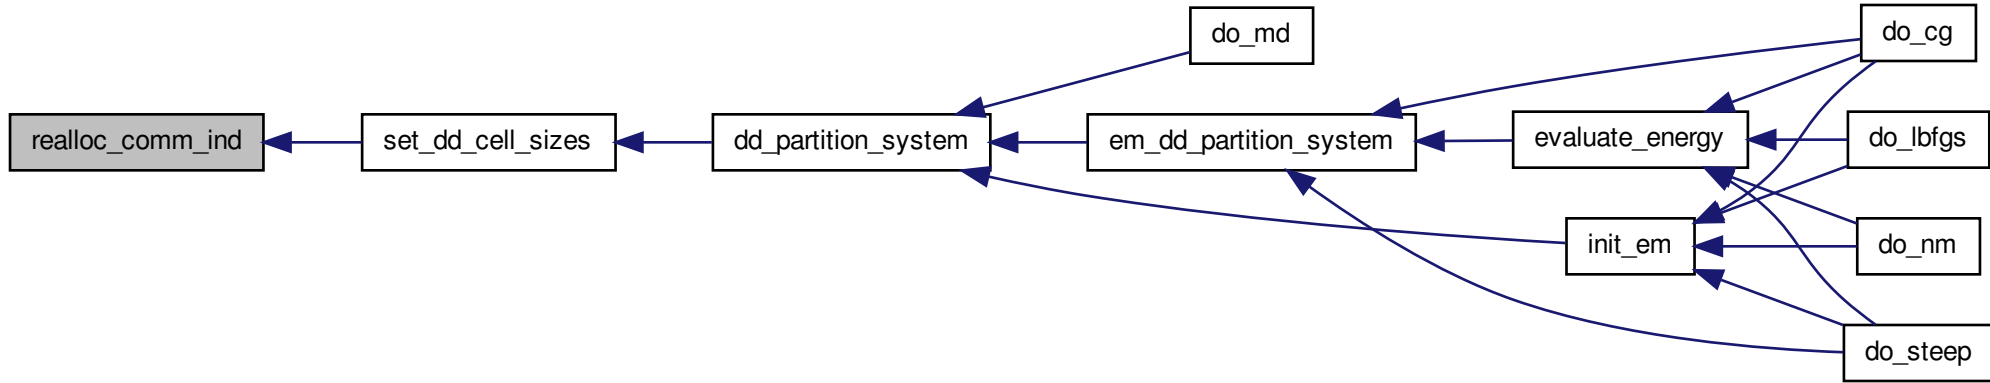 realloc_comm_ind
set_dd_cell_sizes
dd_partition_system
do_md
em_dd_partition_system
evaluate_energy
init_em
do_cg
do_lbfgs
do_nm
do_steep